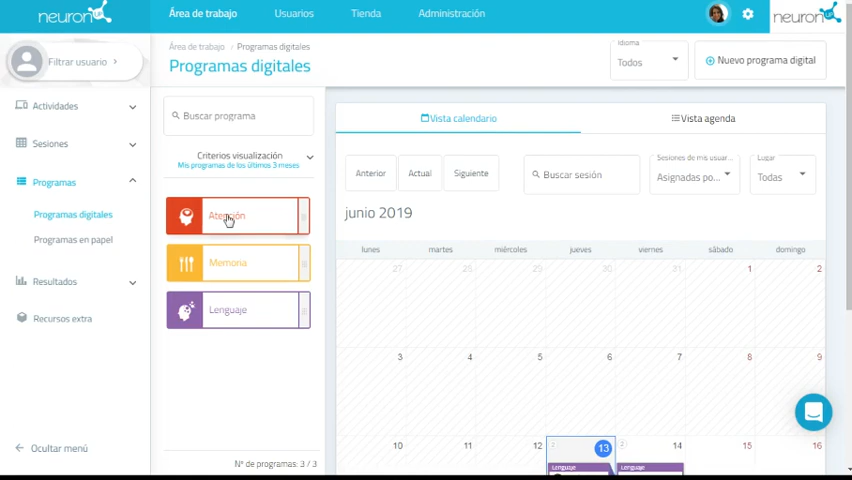 neuron UP
Área de trabajo
Usuarios
Tienda
Administración
neuron UP
Filtrar usuario
Actividades
Sesiones
Programas
Programas digitales
Programas en papel
Resultados
Recursos extra
Ocultar menú
Área de trabajo / Programas digitales
Programas digitales
Idioma
Todos
Nuevo programa digital
Buscar programa
Criterios visualización
Mis programas de los últimos 3 meses
Atención
Memoria
Lenguaje
Nº de programas: 3 / 3
Vista calendario
Vista agenda
Anterior
Actual
Siguiente
Buscar sesión
Sesiones de mis usuar...
Asignadas po...
Lugar
Todas
junio 2019
lunes martes miércoles jueves viernes sábado domingo
27 28 29 30 31 1 2
3 4 5 6 7 8 9
10 11 12 2 13 2 14 15 16
Lenguaje Lenguaje